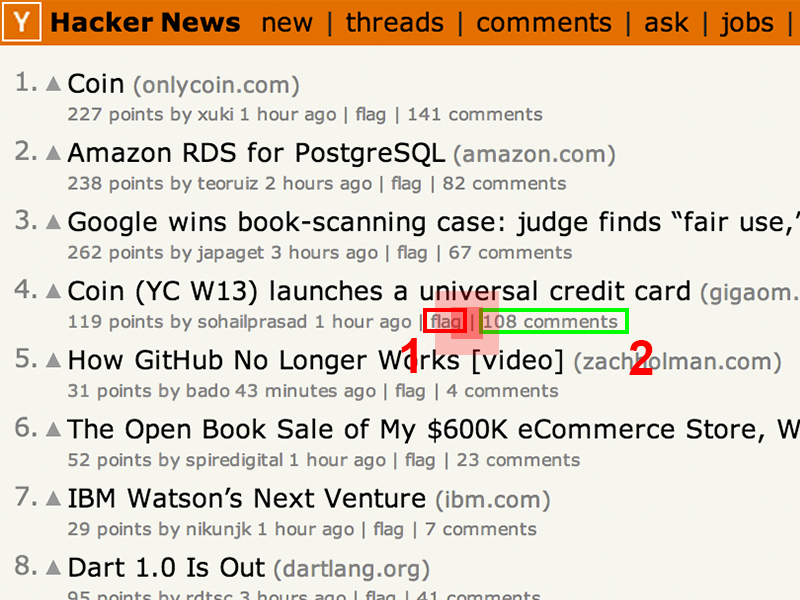 Y Hacker News new | threads | comments | ask | jobs |
1. Coin (onlycoin.com)
227 points by xuki 1 hour ago | flag | 141 comments
2. Amazon RDS for PostgreSQL (amazon.com)
238 points by teoruiz 2 hours ago | flag | 82 comments
3. Google wins book-scanning case: judge finds “fair use,”
262 points by japaget 3 hours ago | flag | 67 comments
4. Coin (YC W13) launches a universal credit card (gigaom.
119 points by sohailprasad 1 hour ago | flag | 108 comments
1 2
5. How GitHub No Longer Works [video] (zachholman.com)
31 points by bado 43 minutes ago | flag | 4 comments
6. The Open Book Sale of My $600K eCommerce Store, W
52 points by spiredigital 1 hour ago | flag | 23 comments
7. IBM Watson’s Next Venture (ibm.com)
29 points by nikunjk 1 hour ago | flag | 7 comments
8. Dart 1.0 Is Out (dartlang.org)
95 points by rdtsc 3 hours ago | flag | 41 comments